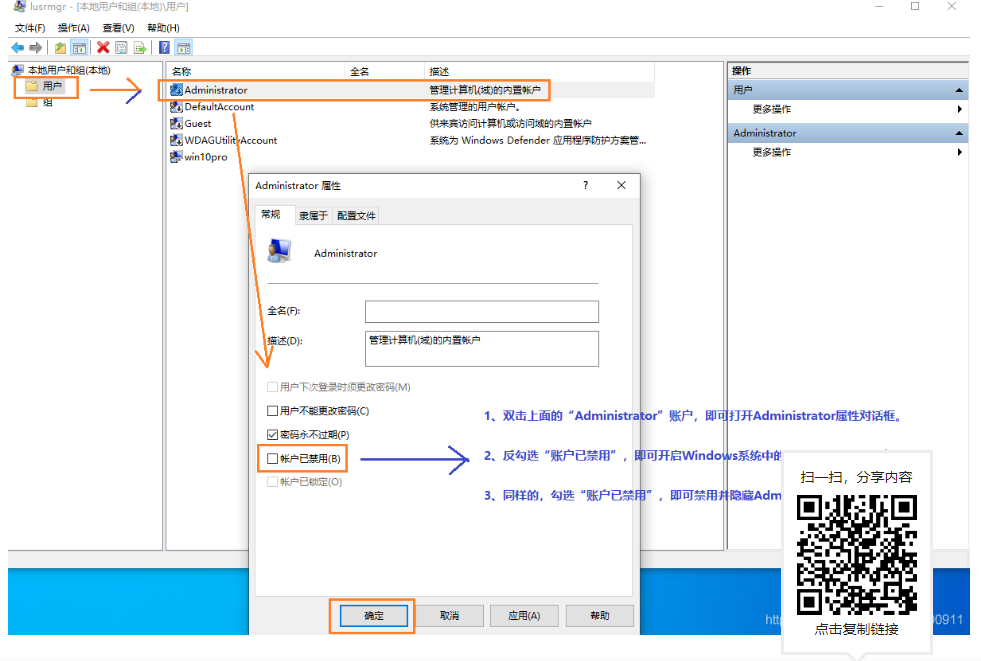 lusrmgr - [本地用户和组(本地)\用户]
文件(F) 操作(A) 查看(V) 帮助(H)
本地用户和组(本地)
用户
组
名称 全名 描述
Administrator 管理计算机(域)的内置帐户
DefaultAccount 系统管理的用户帐户。
Guest 供来宾访问计算机或访问域的内置帐户
WDAGUtilityAccount 系统为 Windows Defender 应用程序防护方案管...
win10pro
操作
用户
更多操作
Administrator
更多操作
Administrator 属性
?
常规 隶属于 配置文件
Administrator
全名(F):
描述(D):
管理计算机(域)的内置帐户
用户下次登录时须更改密码(M)
用户不能更改密码(C)
密码永不过期(P)
帐户已禁用(B)
帐户已锁定(O)
1、双击上面的“Administrator”账户，即可打开Administrator属性对话框。
2、反勾选“账户已禁用”，即可开启Windows系统中的
3、同样的，勾选“账户已禁用”，即可禁用并隐藏Adm
确定 取消 应用(A) 帮助
扫一扫，分享内容
点击复制链接
htt
00911